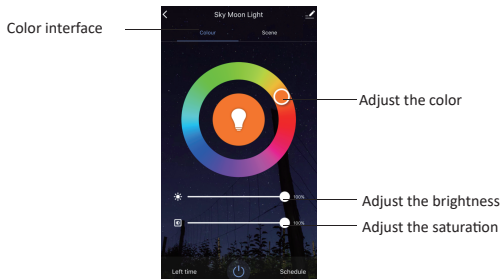 Sky Moon Light
Color interface
Colour
Scene
Adjust the color
100%
Adjust the brightness
100%
Adjust the saturation
Left time
Schedule